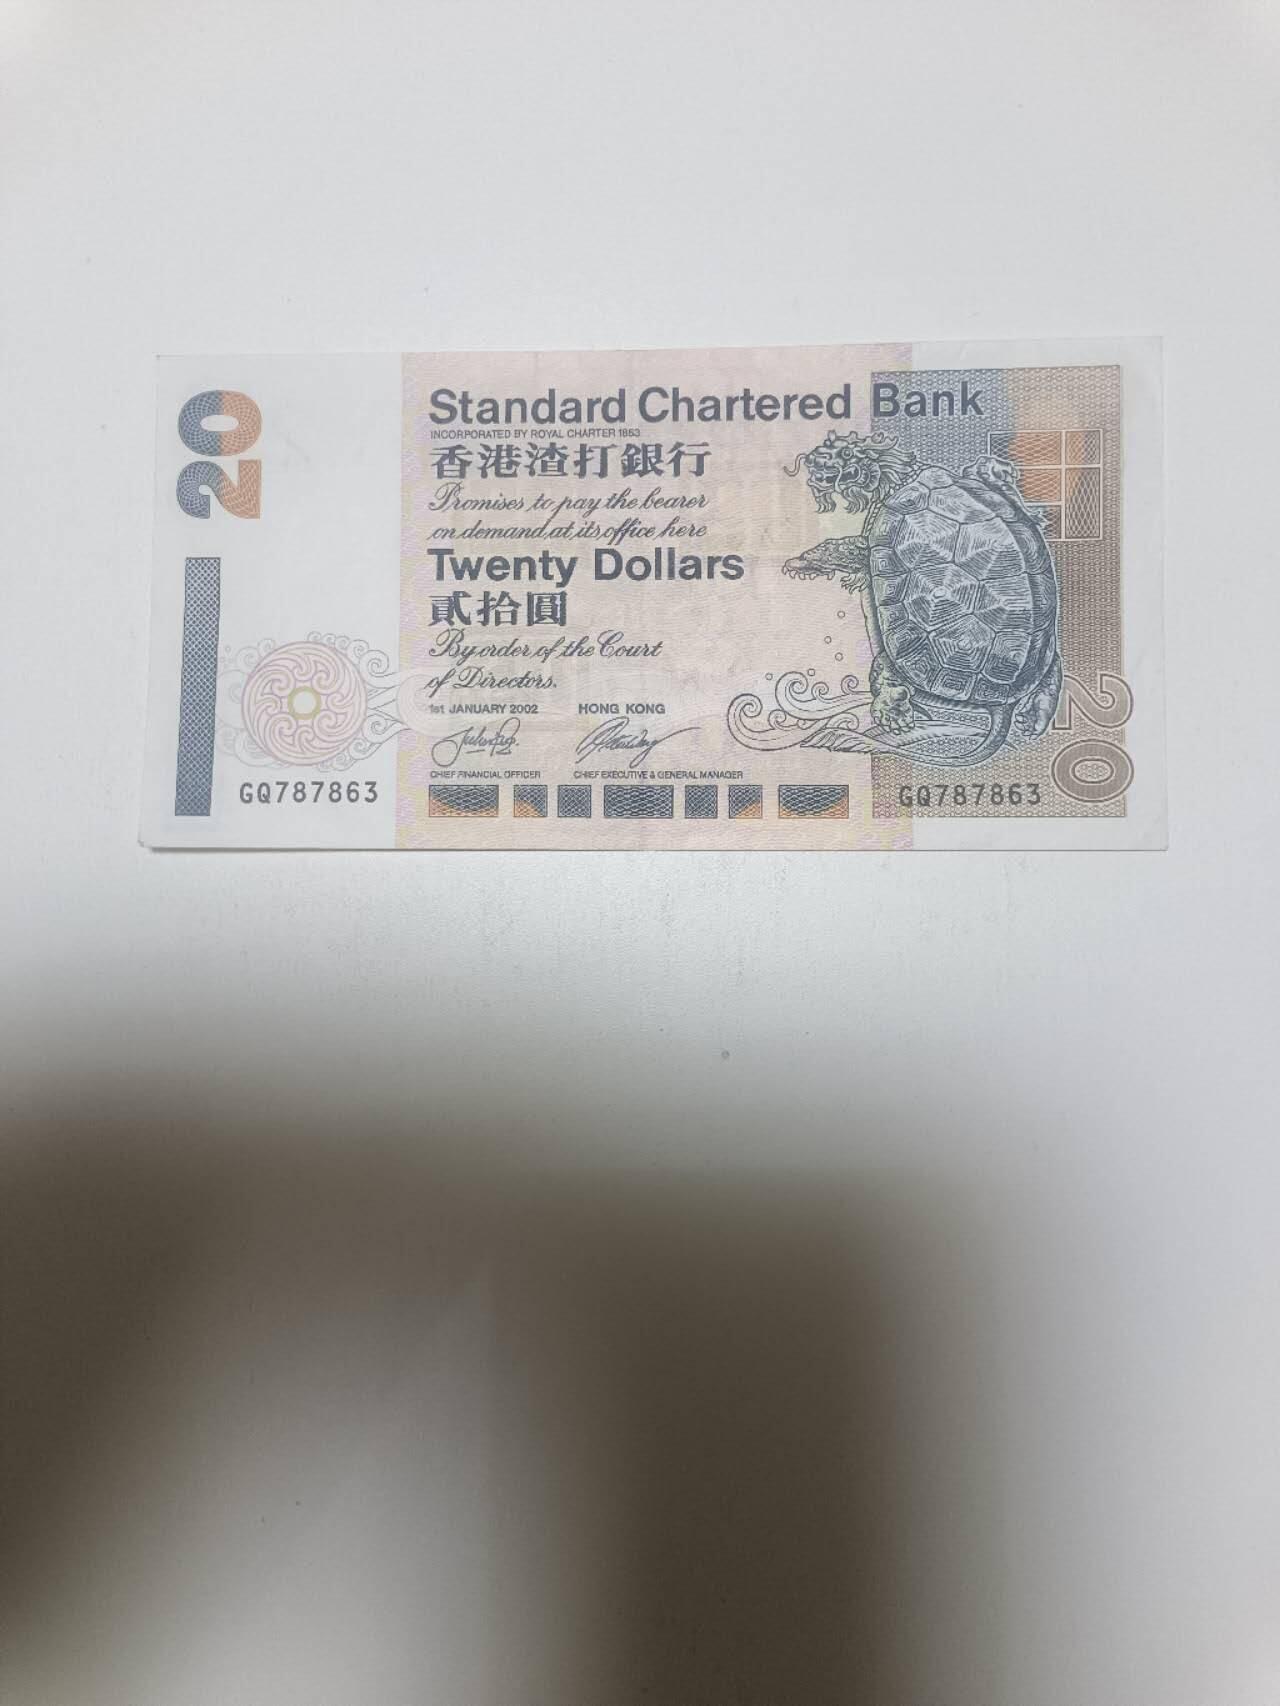 20
Standard Chartered Bank
INCORPORATED BY ROYAL CHARTER 1853
香港渣打銀行
Promises to pay the bearer
on demand at its office here
Twenty Dollars
貳拾圓
By order of the Court
of Directors.
1st JANUARY 2002 HONG KONG
CHIEF FINANCIAL OFFICER CHIEF EXECUTIVE & GENERAL MANAGER
GQ787863
GQ787863
20